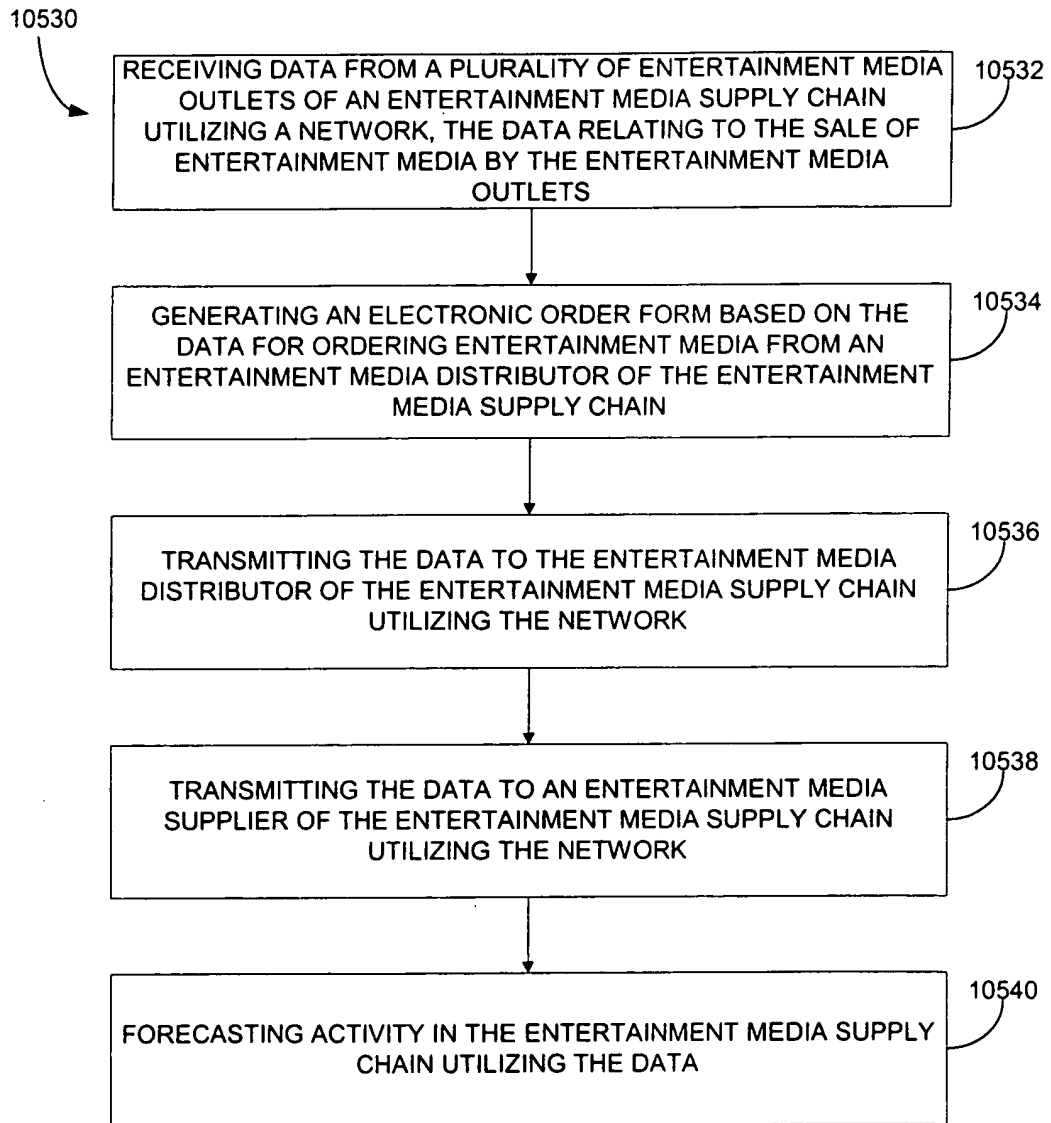 10530
RECEIVING DATA FROM A PLURALITY OF ENTERTAINMENT MEDIA
OUTLETS OF AN ENTERTAINMENT MEDIA SUPPLY CHAIN
UTILIZING A NETWORK, THE DATA RELATING TO THE SALE OF
ENTERTAINMENT MEDIA BY THE ENTERTAINMENT MEDIA
OUTLETS
10532
GENERATING AN ELECTRONIC ORDER FORM BASED ON THE
DATA FOR ORDERING ENTERTAINMENT MEDIA FROM AN
ENTERTAINMENT MEDIA DISTRIBUTOR OF THE ENTERTAINMENT
MEDIA SUPPLY CHAIN
10534
TRANSMITTING THE DATA TO THE ENTERTAINMENT MEDIA
DISTRIBUTOR OF THE ENTERTAINMENT MEDIA SUPPLY CHAIN
UTILIZING THE NETWORK
10536
TRANSMITTING THE DATA TO AN ENTERTAINMENT MEDIA
SUPPLIER OF THE ENTERTAINMENT MEDIA SUPPLY CHAIN
UTILIZING THE NETWORK
10538
FORECASTING ACTIVITY IN THE ENTERTAINMENT MEDIA SUPPLY
CHAIN UTILIZING THE DATA
10540